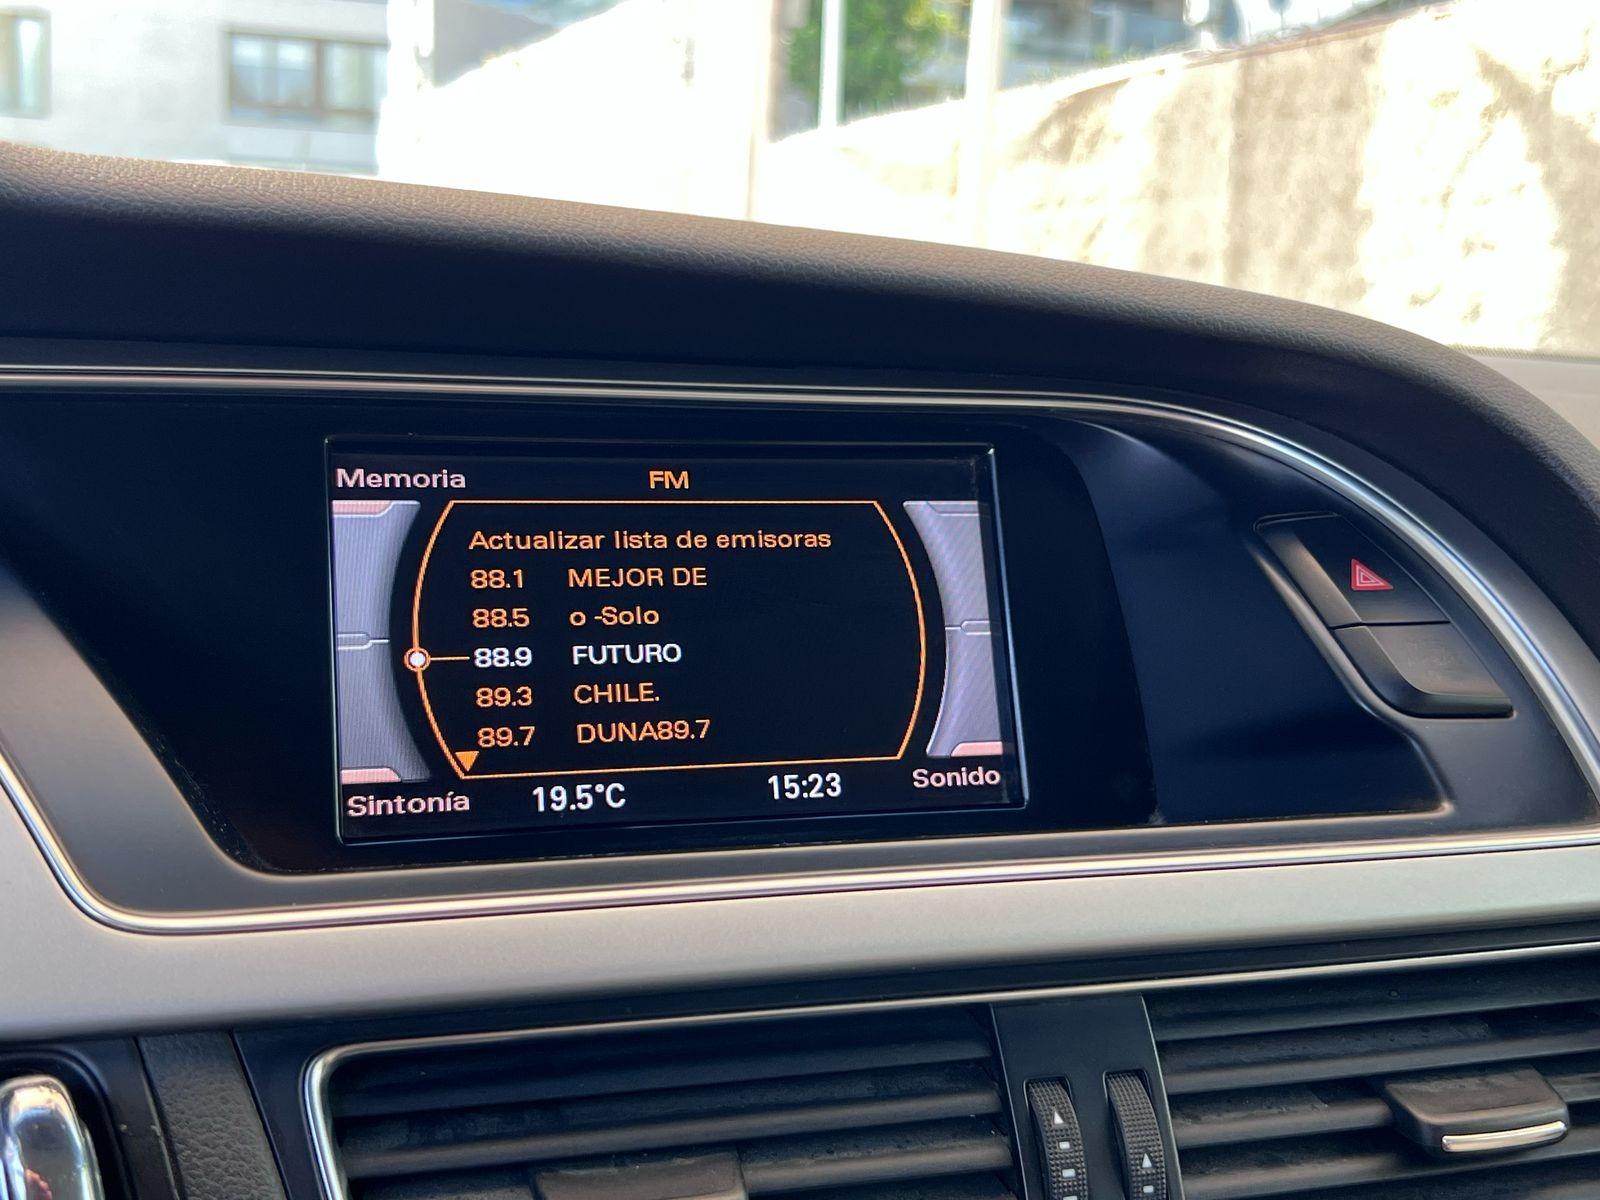 Memoria FM
Actualizar lista de emisoras
88.1 MEJOR DE
88.5 o -Solo
88.9 FUTURO
89.3 CHILE.
89.7 DUNA89.7
Sintonía 19.5°C 15:23 Sonido